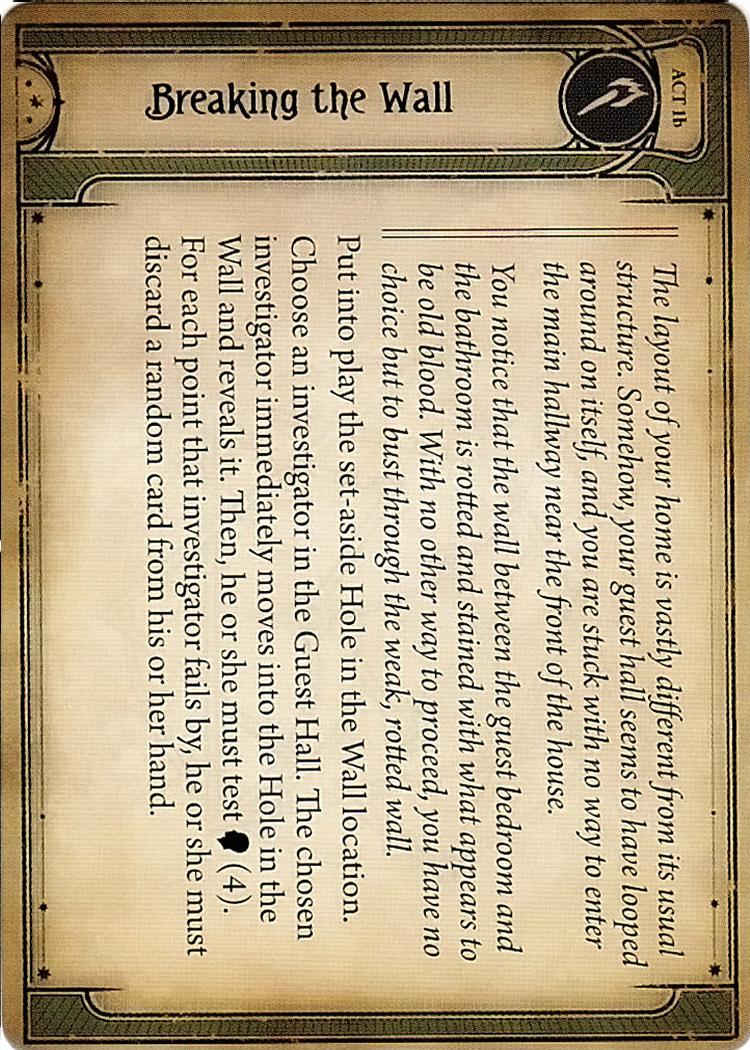 ACT 1b
Breaking the Wall
The layout of your home is vastly different from its usual
structure. Somehow, your guest hall seems to have looped
around on itself, and you are stuck with no way to enter
the main hallway near the front of the house.
You notice that the wall between the guest bedroom and
the bathroom is rotted and stained with what appears to
be old blood. With no other way to proceed, you have no
choice but to bust through the weak, rotted wall.
Put into play the set-aside Hole in the Wall location.
Choose an investigator in the Guest Hall. The chosen
investigator immediately moves into the Hole in the
Wall and reveals it. Then, he or she must test (4).
For each point that investigator fails by, he or she must
discard a random card from his or her hand.